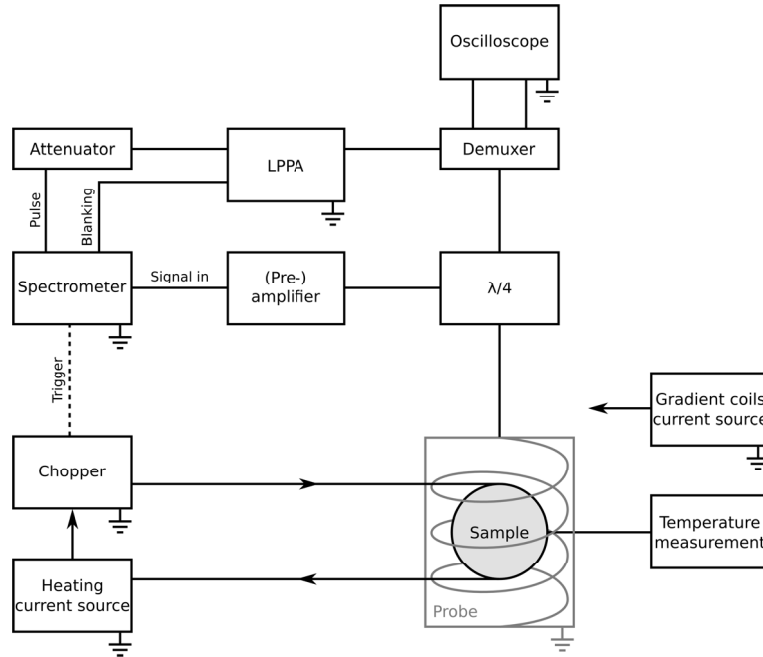 Oscilloscope
Attenuator
LPPA
Demuxer
Pulse
Blanking
Spectrometer
Signal in
(Pre-)
amplifier
λ/4
Trigger
Gradient coils
current source
Chopper
Sample
Temperature
measurement
Heating
current source
Probe